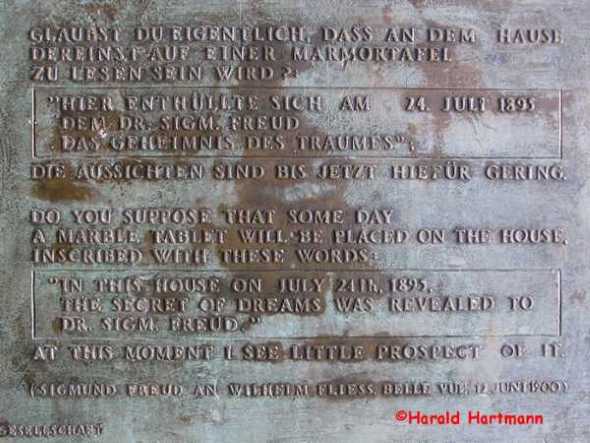 GLAUBST DU EIGENTLICH, DASS AN DEM HAUSE
DEREINST AUF EINER MARMORTAFEL
ZU LESEN SEIN WIRD?:
"HIER ENTHÜLLTE SICH AM 24. JULI 1895
DEM DR. SIGM. FREUD
DAS GEHEIMNIS DES TRAUMES".
DIE AUSSICHTEN SIND BIS JETZT HIEFÜR GERING.
DO YOU SUPPOSE THAT SOME DAY
A MARBLE TABLET WILL BE PLACED ON THE HOUSE,
INSCRIBED WITH THESE WORDS:
"IN THIS HOUSE ON JULY 24th, 1895,
THE SECRET OF DREAMS WAS REVEALED TO
DR. SIGM. FREUD."
AT THIS MOMENT I SEE LITTLE PROSPECT OF IT.
(SIGMUND FREUD AN WILHELM FLIESS, BELLE VUE, 12. JUNI 1900)
©Harald Hartmann
GESELLSCHAFT